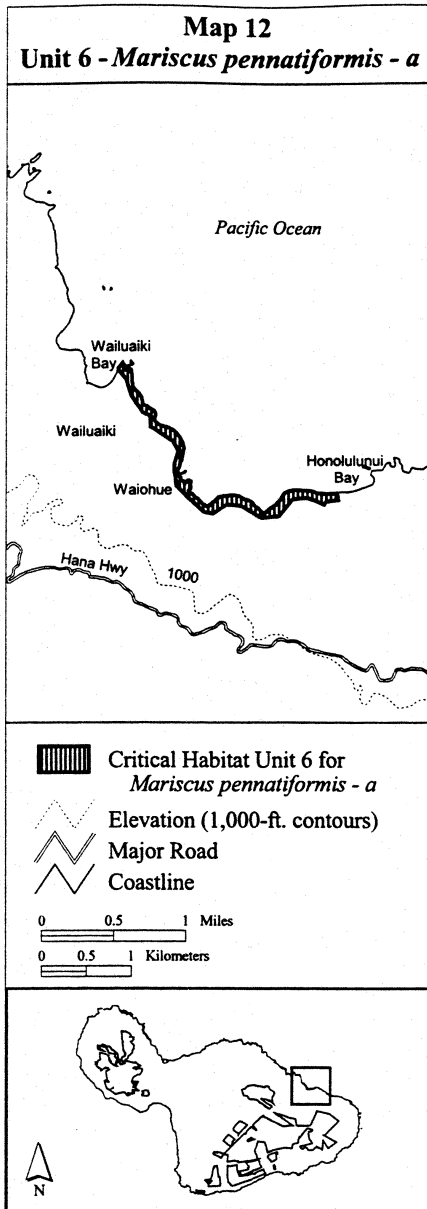 Map 12
Unit 6 - Mariscus pennatiformis - a
Pacific Ocean
Wailuaiki
Bay
Wailuaiki
Honolulunui
Bay
Waiohue
Hana Hwy
1000
Critical Habitat Unit 6 for
Mariscus pennatiformis - a
Elevation (1,000-ft. contours)
Major Road
Coastline
0 0.5 1 Miles
0 0.5 1 Kilometers
N